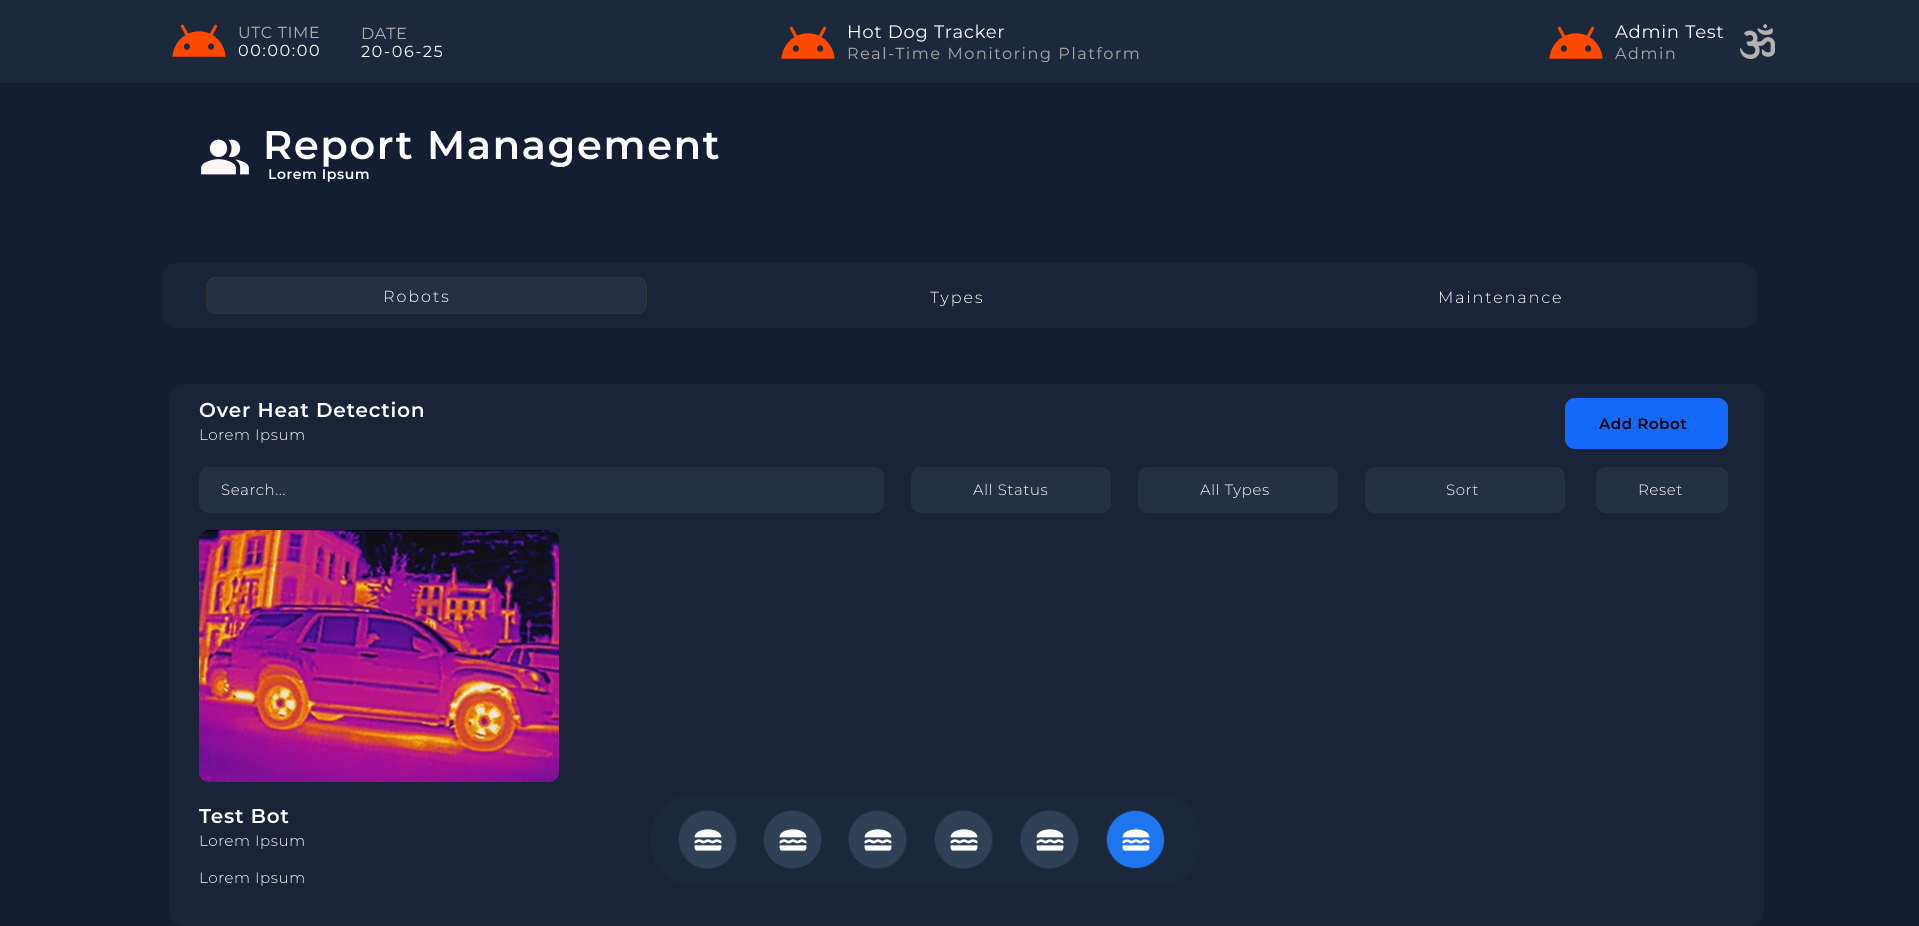 UTC TIME
00:00:00
DATE
20-06-25
Hot Dog Tracker
Real-Time Monitoring Platform
Admin Test
Admin
ॐ
Report Management
Lorem Ipsum
Robots
Types
Maintenance
Over Heat Detection
Lorem Ipsum
Add Robot
Search...
All Status
All Types
Sort
Reset
Test Bot
Lorem Ipsum
Lorem Ipsum